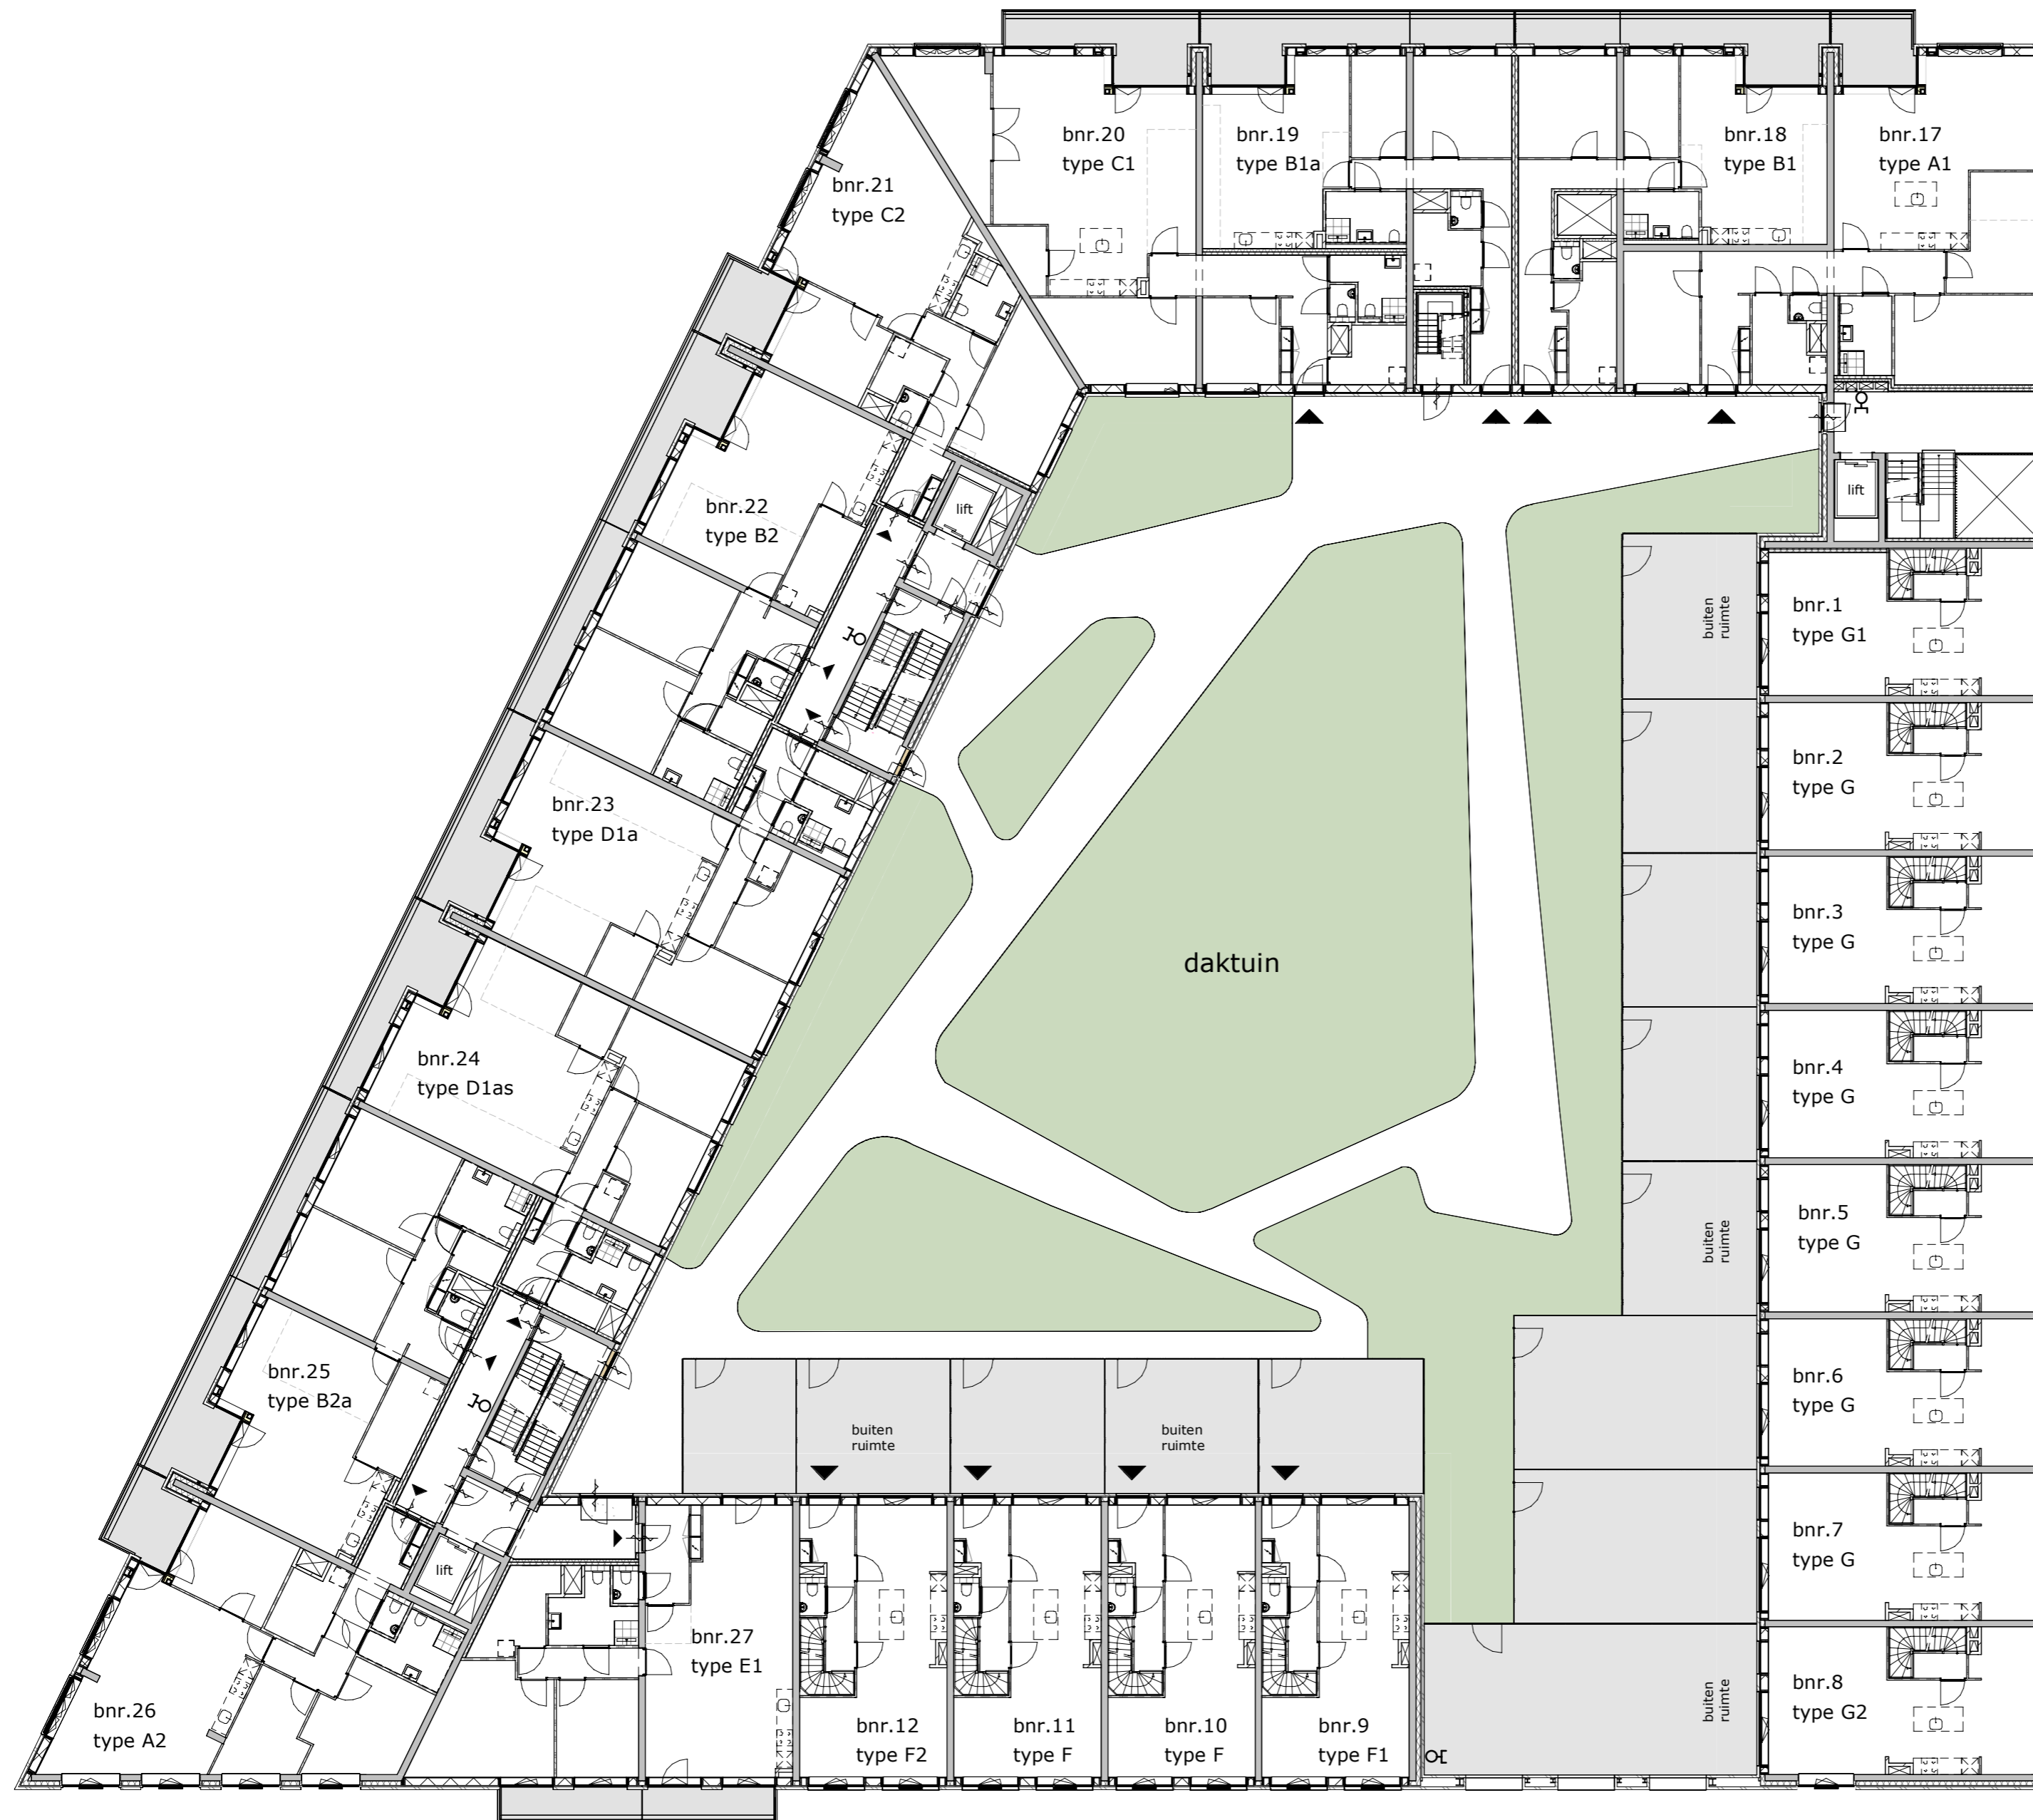 bnr.20
type C1
bnr.19
type B1a
bnr.18
type B1
bnr.17
type A1
bnr.21
type C2
bnr.22
type B2
lift
lift
bnr.1
type G1
buiten
ruimte
bnr.2
type G
bnr.23
type D1a
bnr.3
type G
daktuin
bnr.24
type D1as
bnr.4
type G
bnr.5
type G
buiten
ruimte
bnr.25
type B2a
bnr.6
type G
buiten
ruimte
buiten
ruimte
bnr.7
type G
lift
bnr.27
type E1
bnr.26
type A2
bnr.12
type F2
bnr.11
type F
bnr.10
type F
bnr.9
type F1
buiten
ruimte
bnr.8
type G2